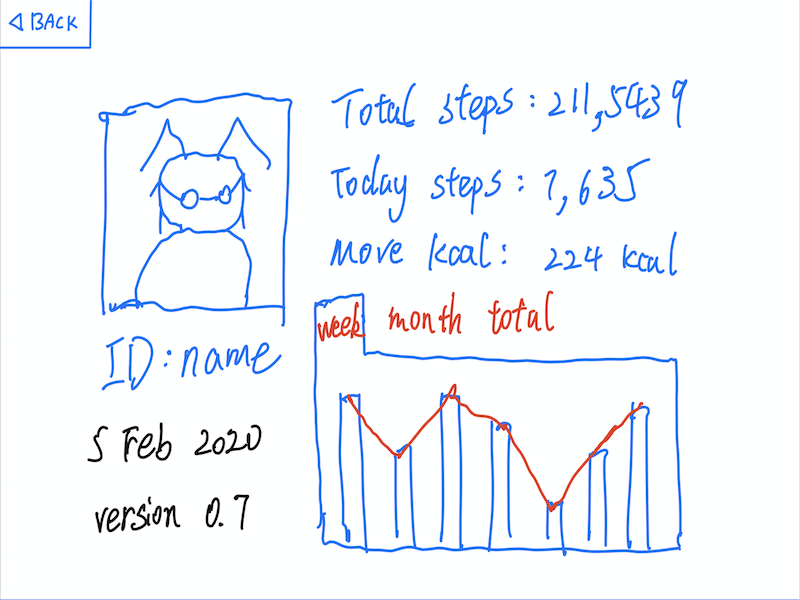 BACK
Total steps : 211,5439
Today steps : 7,635
Move kcal : 224 kcal
week month total
ID : name
5 Feb 2020
version 0.7